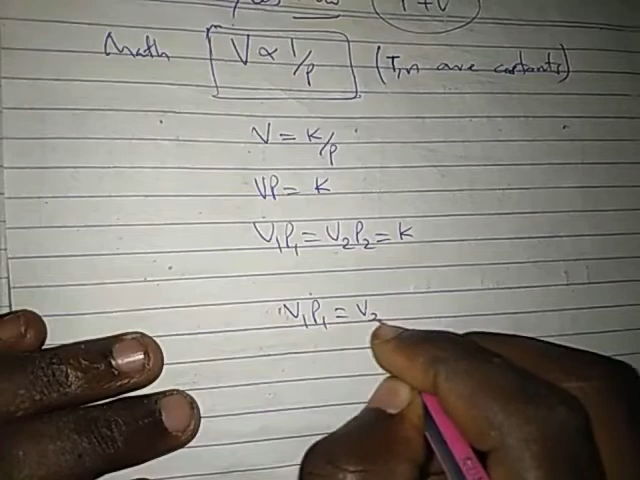 P+V
Math V ∝ 1/P (T,n are constants)
V = K/P
VP = K
V₁P₁ = V₂P₂ = K
V₁P₁ = V₂